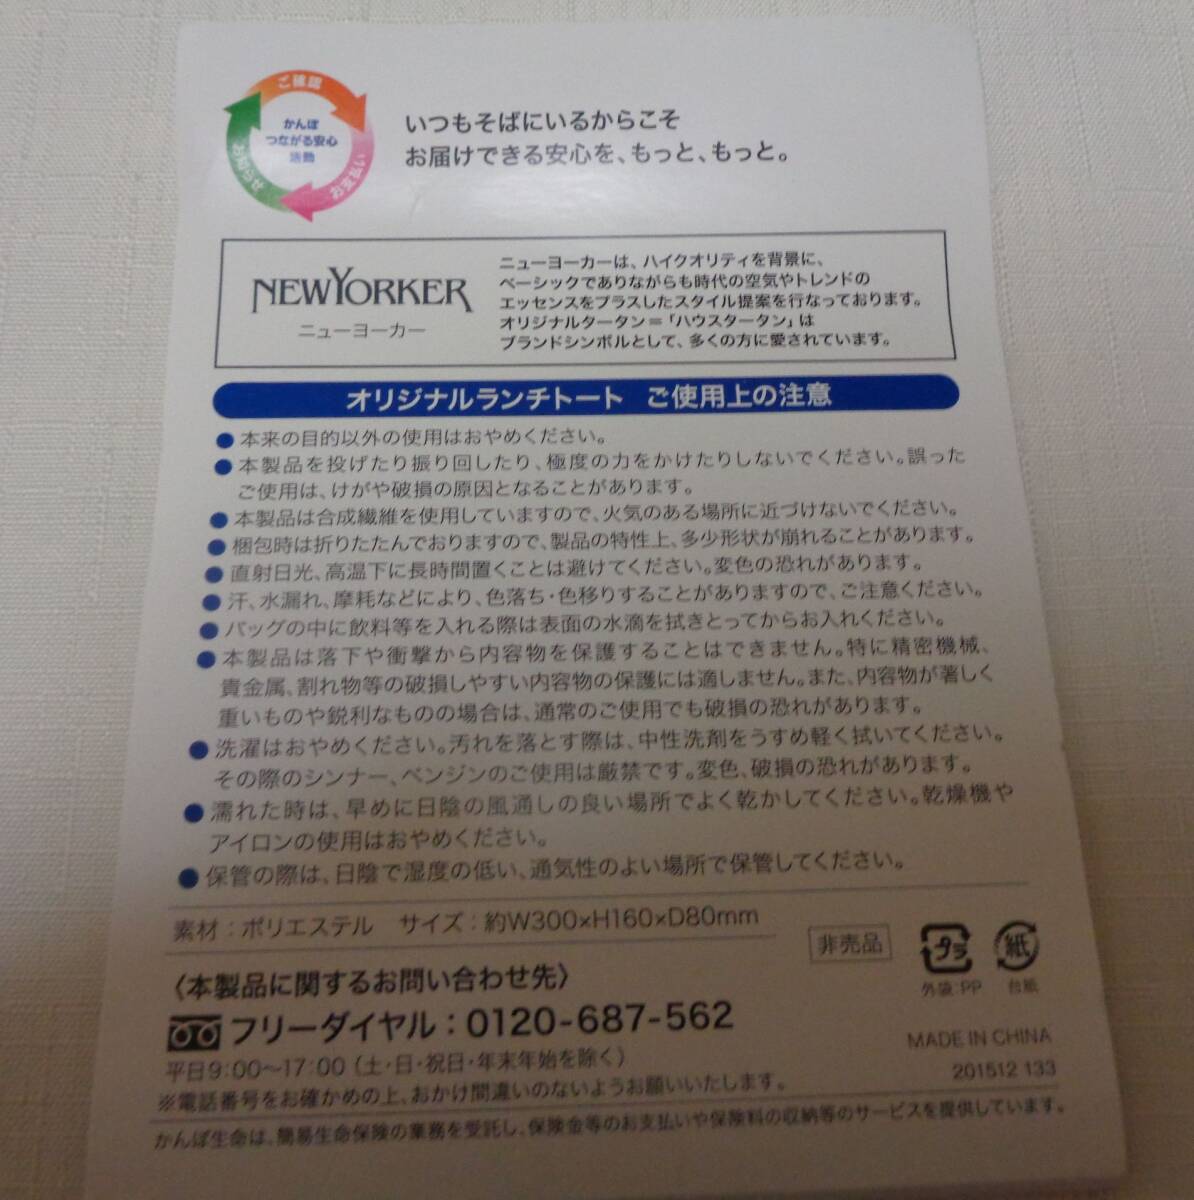 ご確認
お支払い
お知らせ
かんぽ
つながる安心
活動
いつもそばにいるからこそ
お届けできる安心を、もっと、もっと。
NEWYORKER
ニューヨーカー
ニューヨーカーは、ハイクオリティを背景に、
ベーシックでありながらも時代の空気やトレンドの
エッセンスをプラスしたスタイル提案を行なっております。
オリジナルタータン＝「ハウスタータン」は
ブランドシンボルとして、多くの方に愛されています。
オリジナルランチトート ご使用上の注意
●本来の目的以外の使用はおやめください。
●本製品を投げたり振り回したり、極度の力をかけたりしないでください。誤った
ご使用は、けがや破損の原因となることがあります。
●本製品は合成繊維を使用していますので、火気のある場所に近づけないでください。
●梱包時は折りたたんでおりますので、製品の特性上、多少形状が崩れることがあります。
●直射日光、高温下に長時間置くことは避けてください。変色の恐れがあります。
●汗、水漏れ、摩耗などにより、色落ち・色移りすることがありますので、ご注意ください。
●バッグの中に飲料等を入れる際は表面の水滴を拭きとってからお入れください。
●本製品は落下や衝撃から内容物を保護することはできません。特に精密機械、
貴金属、割れ物等の破損しやすい内容物の保護には適しません。また、内容物が著しく
重いものや鋭利なものの場合は、通常のご使用でも破損の恐れがあります。
●洗濯はおやめください。汚れを落とす際は、中性洗剤をうすめ軽く拭いてください。
その際のシンナー、ベンジンのご使用は厳禁です。変色、破損の恐れがあります。
●濡れた時は、早めに日陰の風通しの良い場所でよく乾かしてください。乾燥機や
アイロンの使用はおやめください。
●保管の際は、日陰で湿度の低い、通気性のよい場所で保管してください。
素材：ポリエステル サイズ：約W300×H160×D80mm
非売品
プラ
外袋:PP
紙
台紙
〈本製品に関するお問い合わせ先〉
フリーダイヤル：0120-687-562
平日9:00〜17:00（土・日・祝日・年末年始を除く）
MADE IN CHINA
201512 133
※電話番号をお確かめの上、おかけ間違いのないようお願いいたします。
かんぽ生命は、簡易生命保険の業務を受託し、保険金等のお支払いや保険料の収納等のサービスを提供しています。